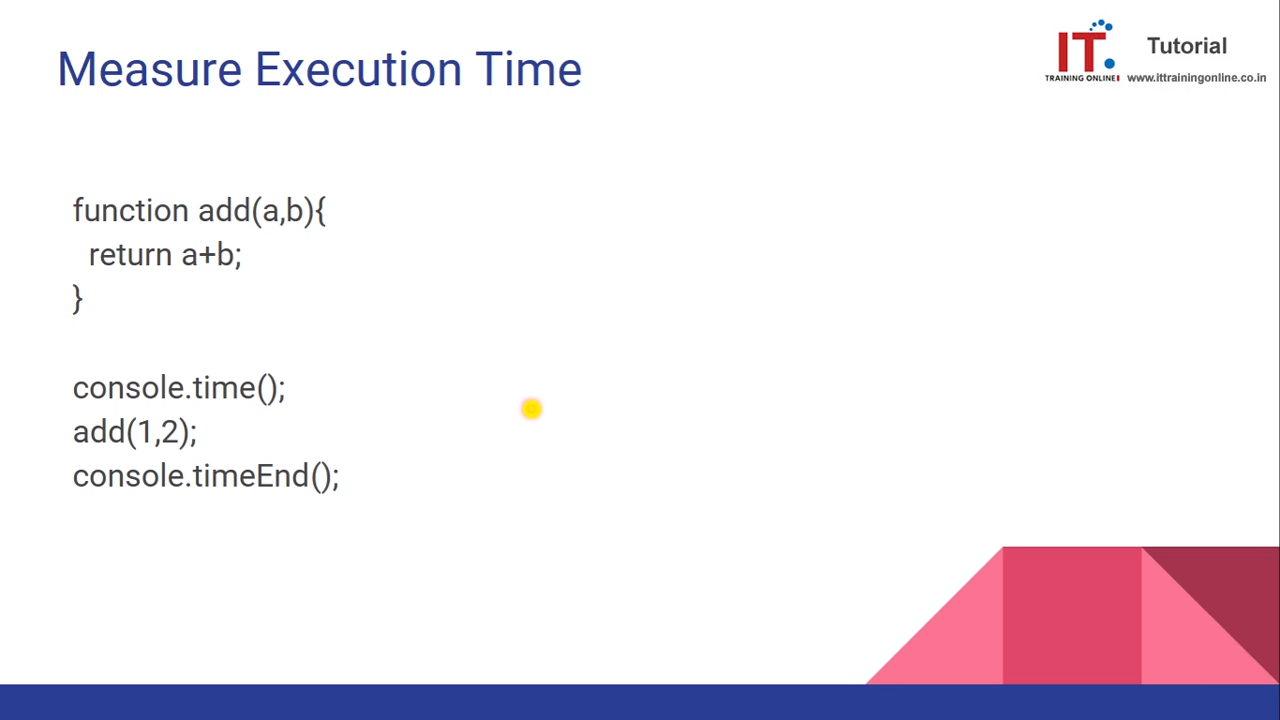 Measure Execution Time
IT.
TRAINING ONLINE
Tutorial
www.ittrainingonline.co.in
function add(a,b){
return a+b;
}
console.time();
add(1,2);
console.timeEnd();